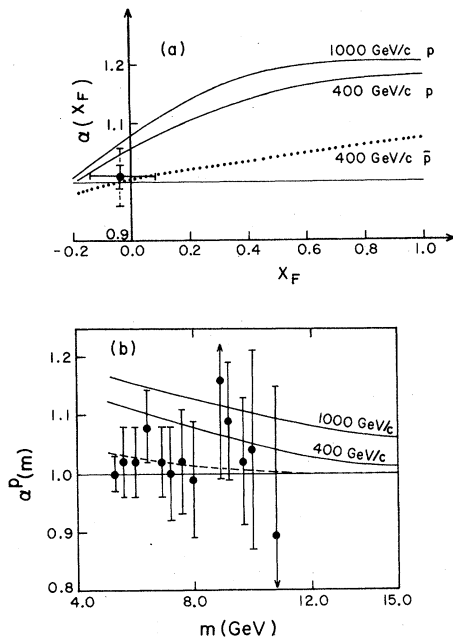 (a)
1000 GeV/c p
400 GeV/c p
400 GeV/c p̄
α(X_F)
1.2
1.1
0.9
-0.2 0.0 0.2 0.4 0.6 0.8 1.0
X_F
(b)
1000 GeV/c
400 GeV/c
α^P(m)
1.2
1.1
1.0
0.9
0.8
4.0 8.0 12.0 15.0
m (GeV)